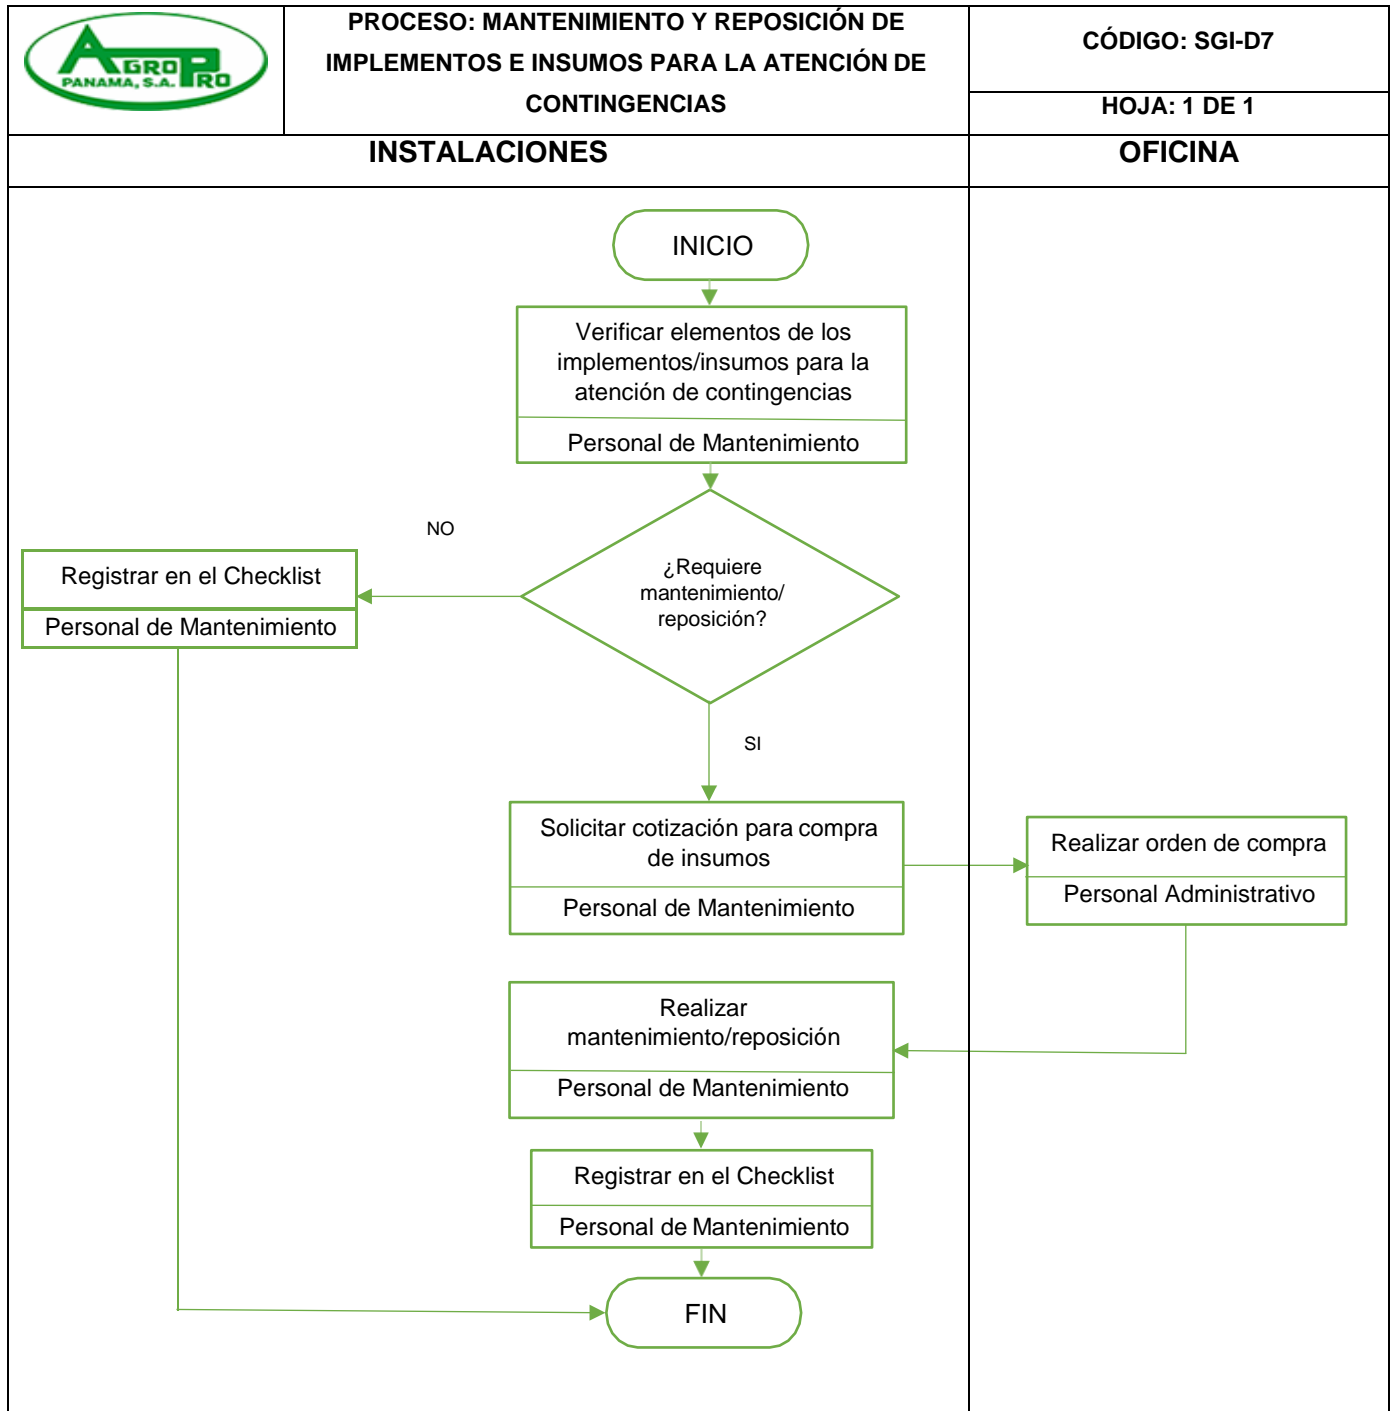 AGRO PRO
PANAMA, S.A.
PROCESO: MANTENIMIENTO Y REPOSICIÓN DE
IMPLEMENTOS E INSUMOS PARA LA ATENCIÓN DE
CONTINGENCIAS
CÓDIGO: SGI-D7
HOJA: 1 DE 1
INSTALACIONES
OFICINA
INICIO
Verificar elementos de los
implementos/insumos para la
atención de contingencias
Personal de Mantenimiento
NO
¿Requiere
mantenimiento/
reposición?
Registrar en el Checklist
Personal de Mantenimiento
SI
Solicitar cotización para compra
de insumos
Personal de Mantenimiento
Realizar orden de compra
Personal Administrativo
Realizar
mantenimiento/reposición
Personal de Mantenimiento
Registrar en el Checklist
Personal de Mantenimiento
FIN